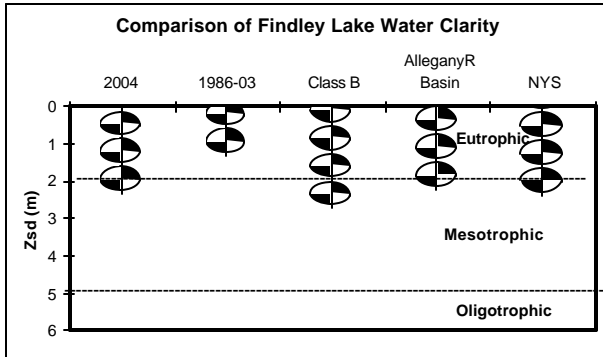 Comparison of Findley Lake Water Clarity
2004 1986-03 Class B AlleganyR Basin NYS
0
1
2
3
4
5
6
Zsd (m)
Eutrophic
Mesotrophic
Oligotrophic